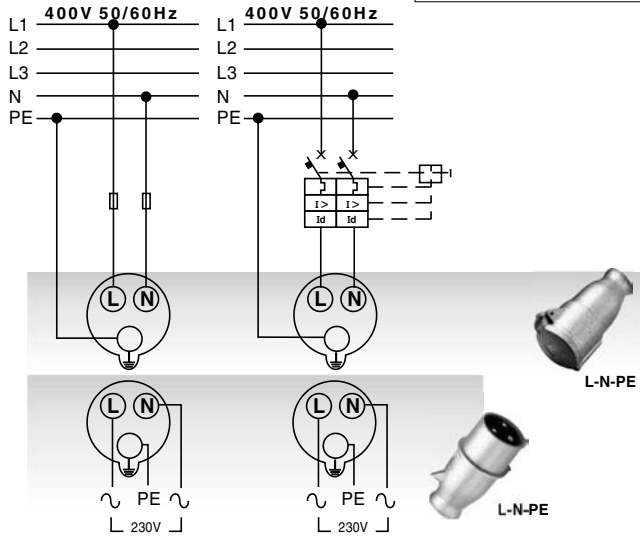 400V 50/60Hz 400V 50/60Hz
L1 L1
L2 L2
L3 L3
N N
PE PE
I
I> I>
Id Id
L N L N
L-N-PE
L N L N
PE PE
L-N-PE
230V 230V